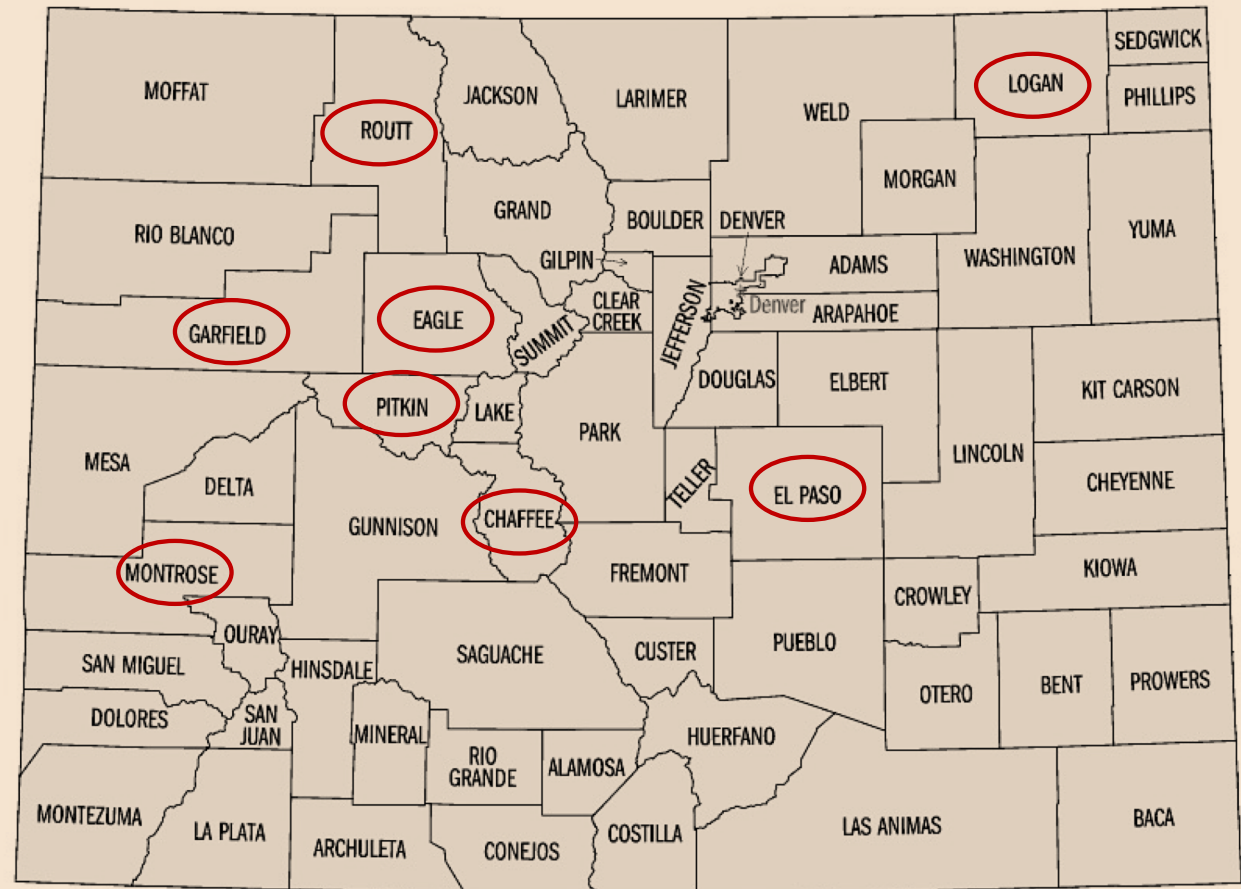 SEDGWICK
MOFFAT
JACKSON
LARIMER
WELD
LOGAN
PHILLIPS
ROUTT
MORGAN
RIO BLANCO
GRAND
BOULDER
DENVER
YUMA
GILPIN
ADAMS
WASHINGTON
GARFIELD
EAGLE
SUMMIT
CLEAR
CREEK
JEFFERSON
Denver
ARAPAHOE
PITKIN
LAKE
DOUGLAS
ELBERT
KIT CARSON
PARK
MESA
DELTA
LINCOLN
TELLER
EL PASO
CHEYENNE
GUNNISON
CHAFFEE
MONTROSE
FREMONT
KIOWA
CROWLEY
OURAY
SAN MIGUEL
HINSDALE
SAGUACHE
CUSTER
PUEBLO
OTERO
BENT
PROWERS
DOLORES
SAN
JUAN
MINERAL
RIO
GRANDE
ALAMOSA
HUERFANO
MONTEZUMA
LA PLATA
ARCHULETA
CONEJOS
COSTILLA
LAS ANIMAS
BACA